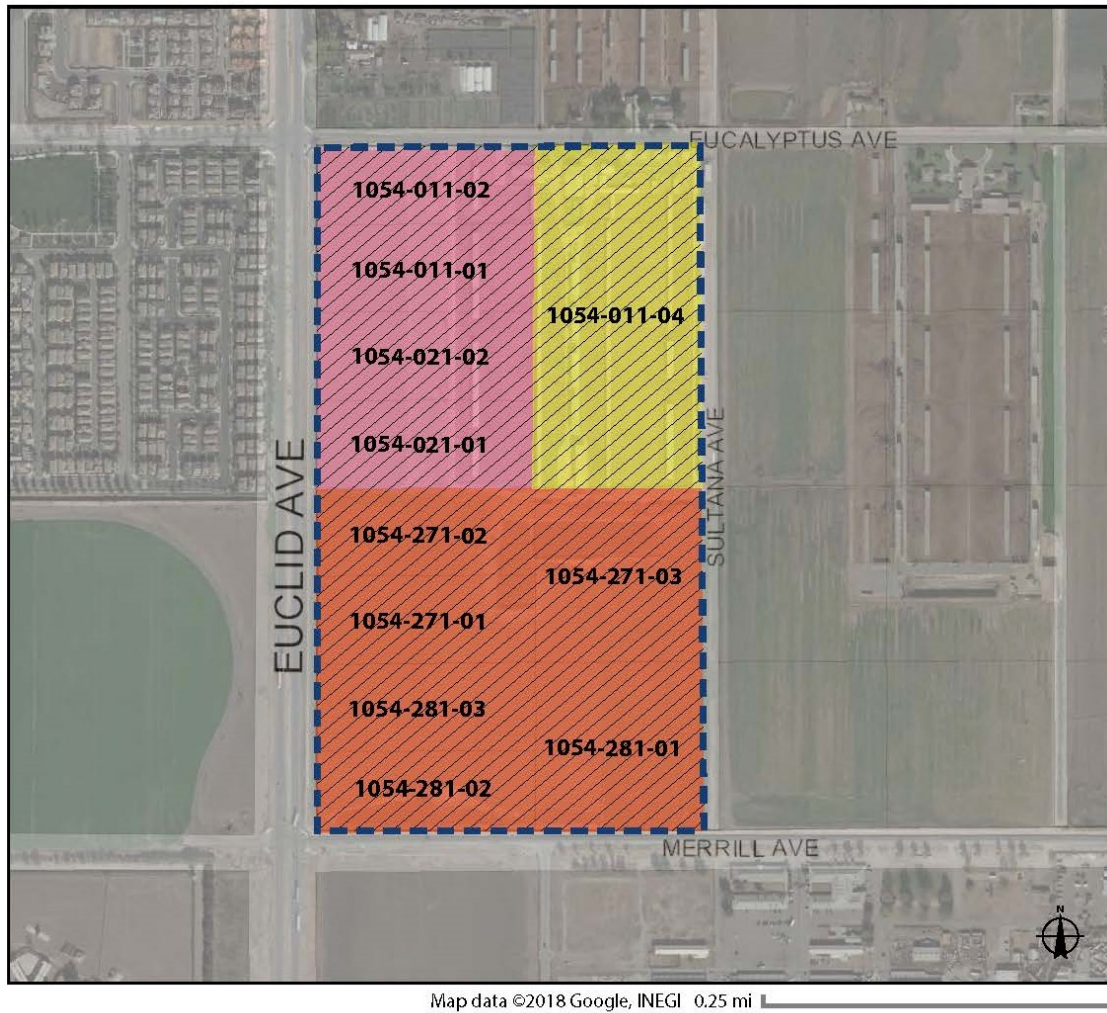 EUCALYPTUS AVE
1054-011-02
1054-011-01
1054-011-04
1054-021-02
1054-021-01
EUCLID AVE
SULTANA AVE
1054-271-02
1054-271-03
1054-271-01
1054-281-03
1054-281-01
1054-281-02
MERRILL AVE
N
Map data ©2018 Google, INEGI 0.25 mi